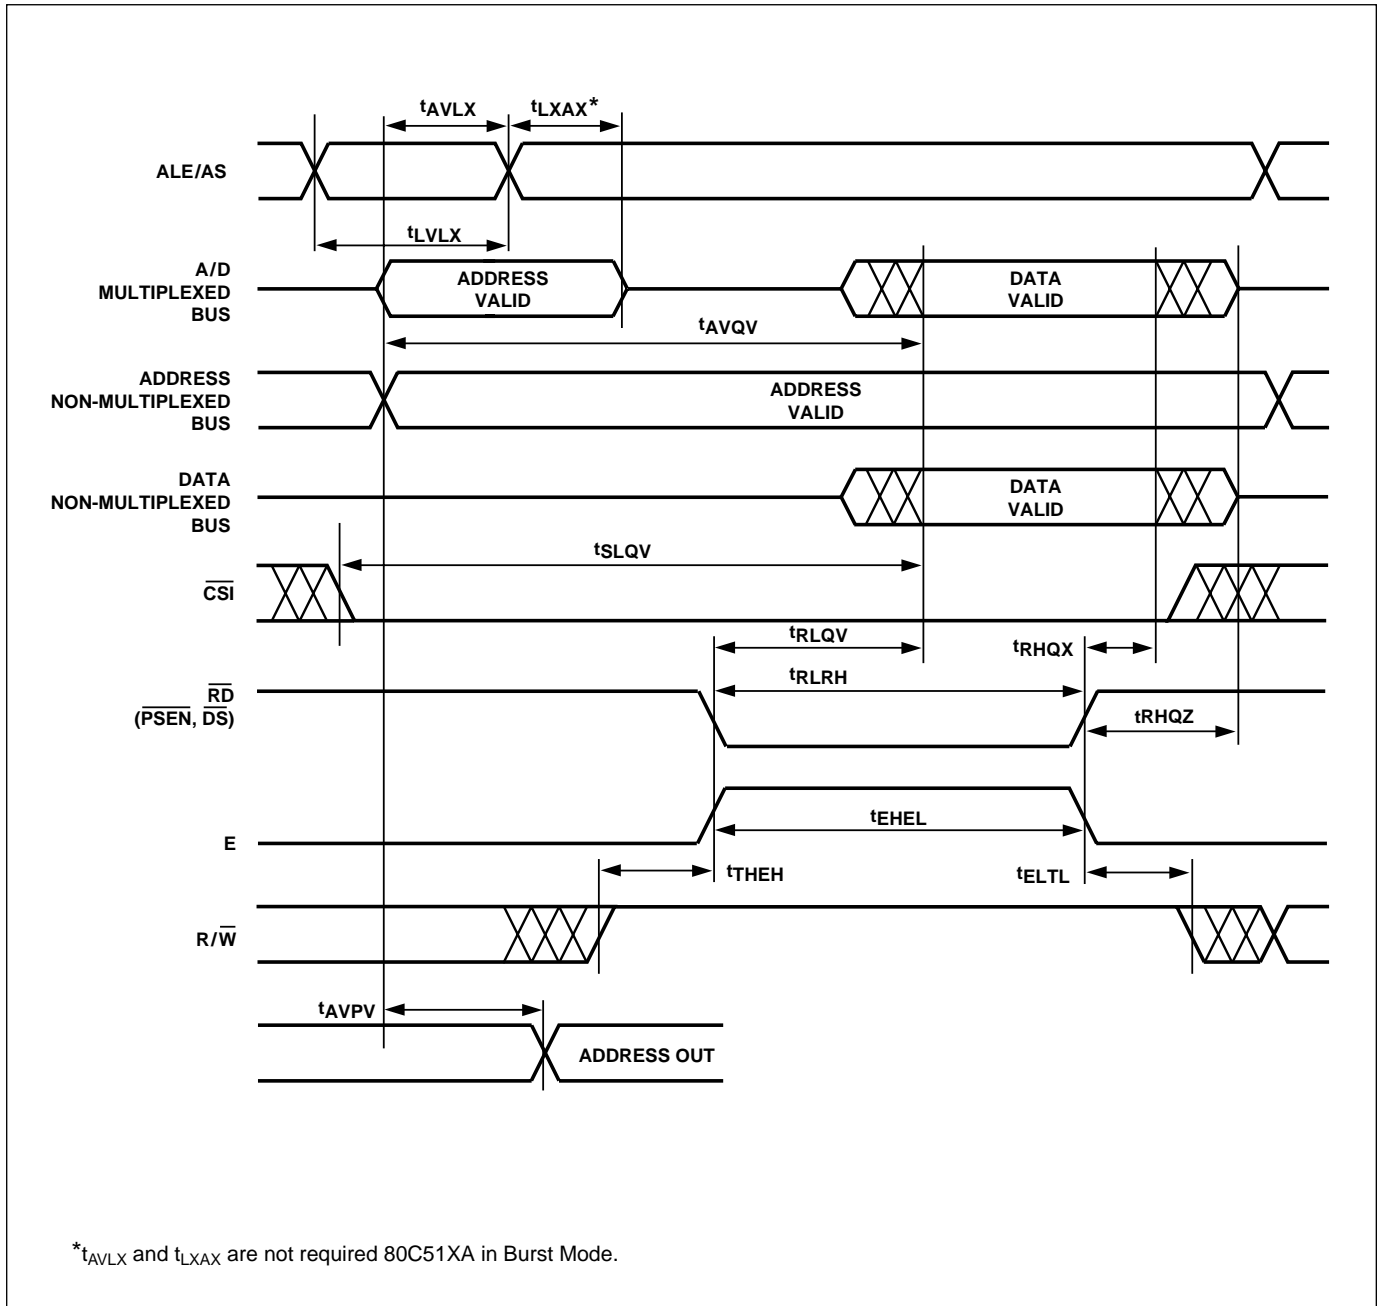 tAVLX tLXAX*
ALE/AS
tLVLX
A/D
MULTIPLEXED
BUS
ADDRESS
VALID
DATA
VALID
tAVQV
ADDRESS
NON-MULTIPLEXED
BUS
ADDRESS
VALID
DATA
NON-MULTIPLEXED
BUS
DATA
VALID
tSLQV
CSI
tRLQV
tRHQX
tRLRH
RD
(PSEN, DS)
tRHQZ
tEHEL
E
tTHEH
tELTL
R/W
tAVPV
ADDRESS OUT
*tAVLX and tLXAX are not required 80C51XA in Burst Mode.